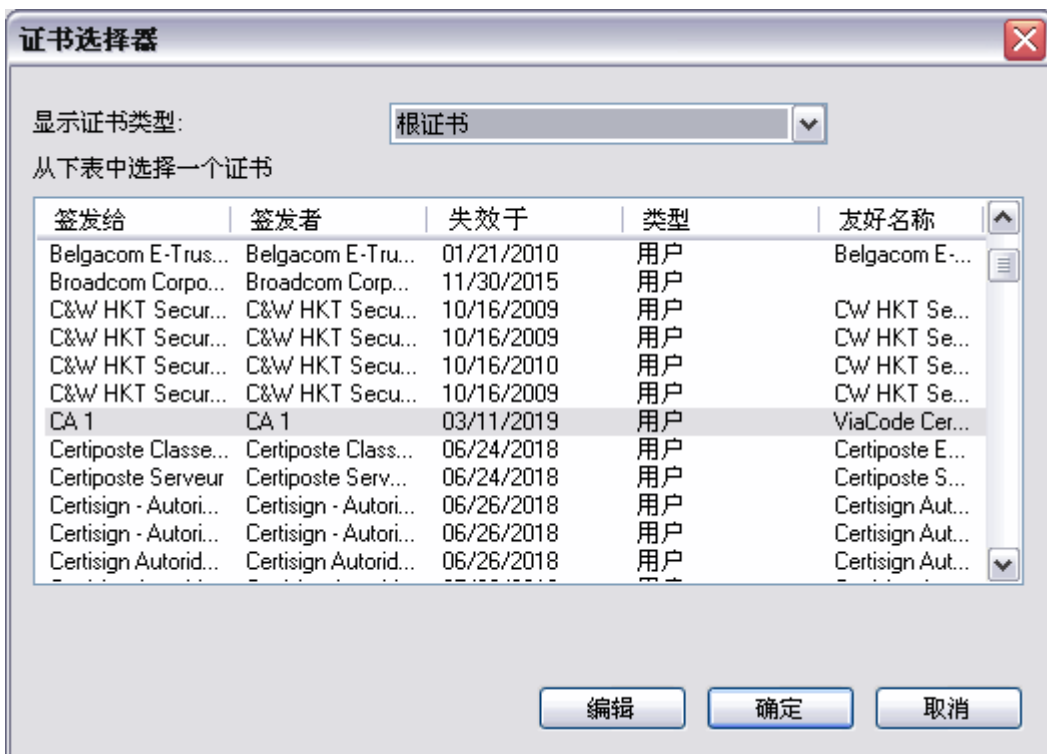 证书选择器
显示证书类型: 根证书
从下表中选择一个证书
签发给 签发者 失效于 类型 友好名称
Belgacom E-Trus... Belgacom E-Tru... 01/21/2010 用户 Belgacom E-...
Broadcom Corpo... Broadcom Corp... 11/30/2015 用户
C&W HKT Secur... C&W HKT Secu... 10/16/2009 用户 CW HKT Se...
C&W HKT Secur... C&W HKT Secu... 10/16/2009 用户 CW HKT Se...
C&W HKT Secur... C&W HKT Secu... 10/16/2010 用户 CW HKT Se...
C&W HKT Secur... C&W HKT Secu... 10/16/2009 用户 CW HKT Se...
CA 1 CA 1 03/11/2019 用户 ViaCode Cer...
Certiposte Classe... Certiposte Class... 06/24/2018 用户 Certiposte E...
Certiposte Serveur Certiposte Serv... 06/24/2018 用户 Certiposte S...
Certisign - Autori... Certisign - Autori... 06/26/2018 用户 Certisign Aut...
Certisign - Autori... Certisign - Autori... 06/26/2018 用户 Certisign Aut...
Certisign Autorid... Certisign Autorid... 06/26/2018 用户 Certisign Aut...
编辑 确定 取消